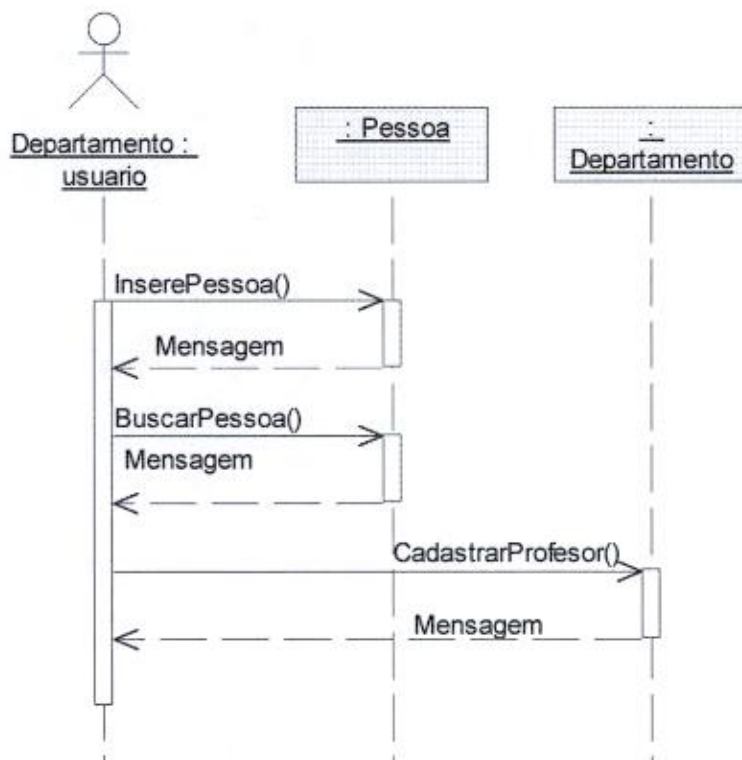 Departamento :
usuario
: Pessoa
:
Departamento
InserePessoa()
Mensagem
BuscarPessoa()
Mensagem
CadastrarProfesor()
Mensagem